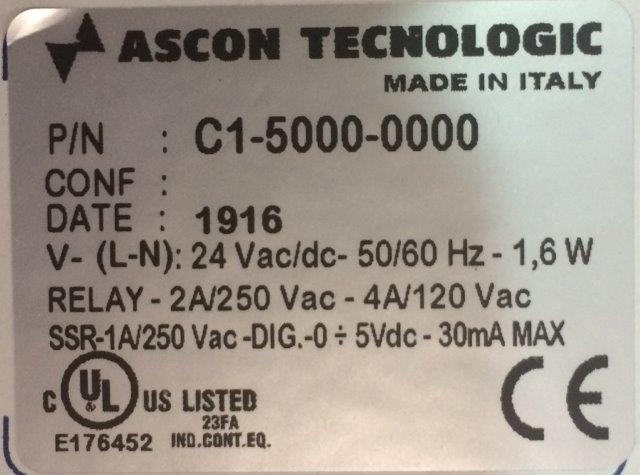 ASCON TECNOLOGIC
MADE IN ITALY
P/N : C1-5000-0000
CONF :
DATE : 1916
V- (L-N): 24 Vac/dc- 50/60 Hz - 1,6 W
RELAY - 2A/250 Vac - 4A/120 Vac
SSR-1A/250 Vac -DIG.-0 ÷ 5Vdc - 30mA MAX
C UL US LISTED
23FA
E176452 IND.CONT.EQ.
CE